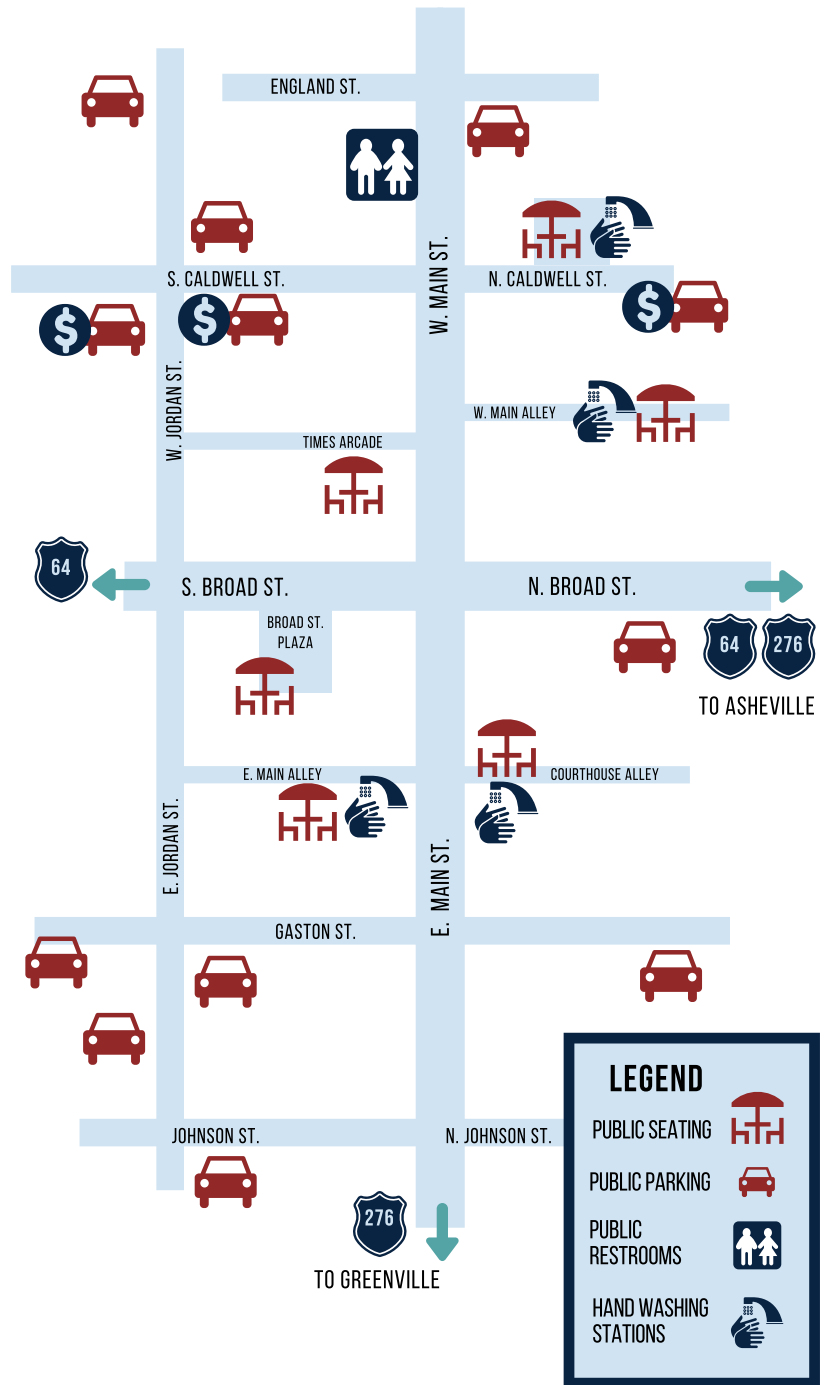 ENGLAND ST.
W. MAIN ST.
S. CALDWELL ST.
N. CALDWELL ST.
$
$
$
W. JORDAN ST.
W. MAIN ALLEY
TIMES ARCADE
64
S. BROAD ST.
N. BROAD ST.
BROAD ST.
PLAZA
64
276
TO ASHEVILLE
E. MAIN ALLEY
COURTHOUSE ALLEY
E. JORDAN ST.
E. MAIN ST.
GASTON ST.
JOHNSON ST.
N. JOHNSON ST.
276
TO GREENVILLE
LEGEND
PUBLIC SEATING
PUBLIC PARKING
PUBLIC
RESTROOMS
HAND WASHING
STATIONS